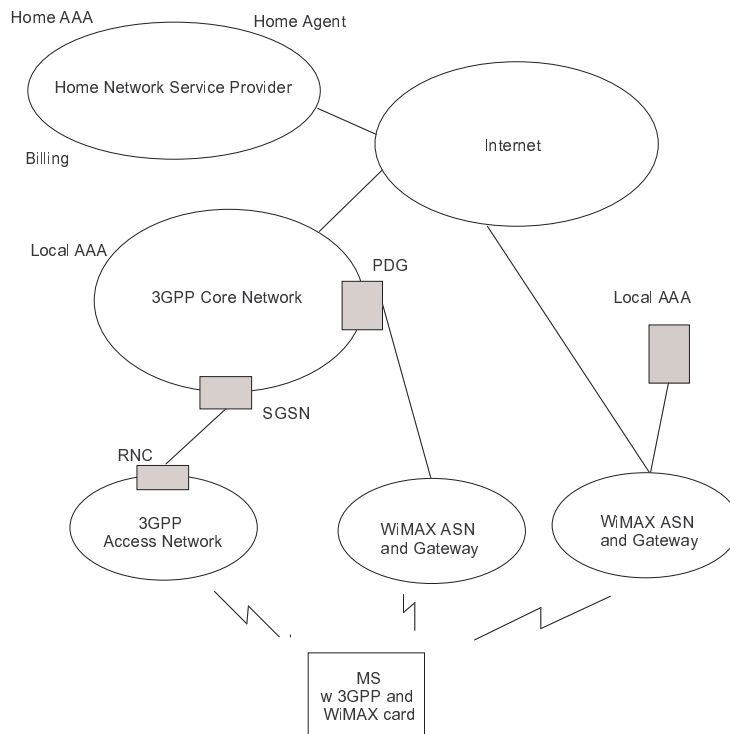 Home AAA
Home Agent
Home Network Service Provider
Internet
Billing
Local AAA
PDG
3GPP Core Network
Local AAA
SGSN
RNC
3GPP
Access Network
WiMAX ASN
and Gateway
WiMAX ASN
and Gateway
MS
w 3GPP and
WiMAX card